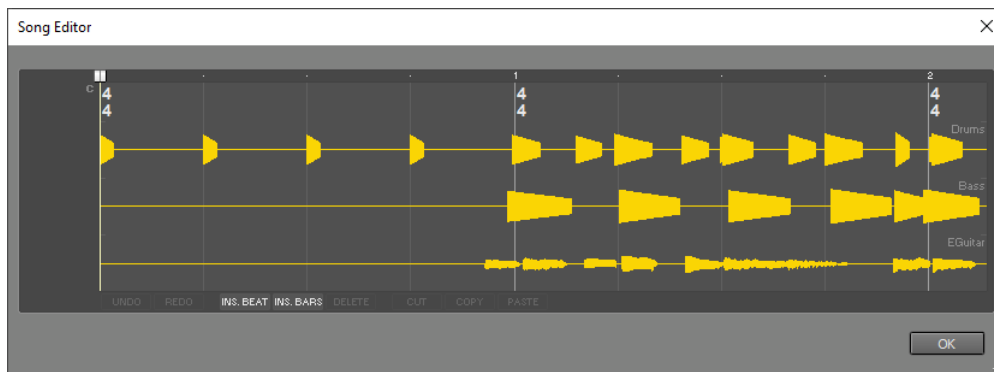 Song Editor
1 2
C
4 4 4
4 4 4
Drums
Bass
EGuitar
UNDO REDO INS. BEAT INS. BARS DELETE CUT COPY PASTE
OK